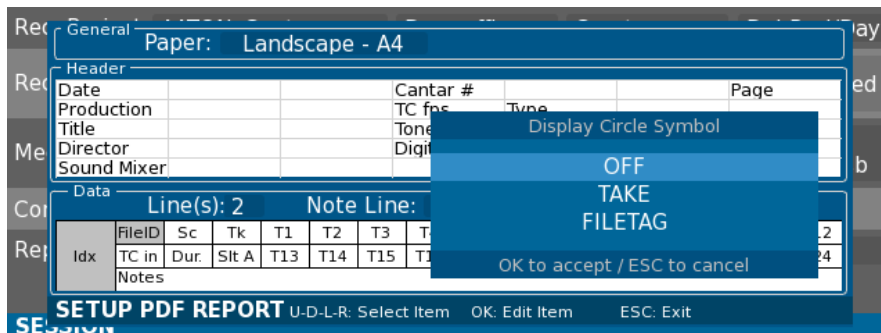 General
Paper: Landscape - A4
Header
Date Cantar # Page
Production TC fps Type
Title Tone
Director Digit
Sound Mixer
Display Circle Symbol
OFF
TAKE
FILETAG
OK to accept / ESC to cancel
Data
Line(s): 2 Note Line:
Idx
FileID Sc Tk T1 T2 T3
TC in Dur. Slt A T13 T14 T15
Notes
SETUP PDF REPORT U-D-L-R: Select Item OK: Edit Item ESC: Exit
SESSION